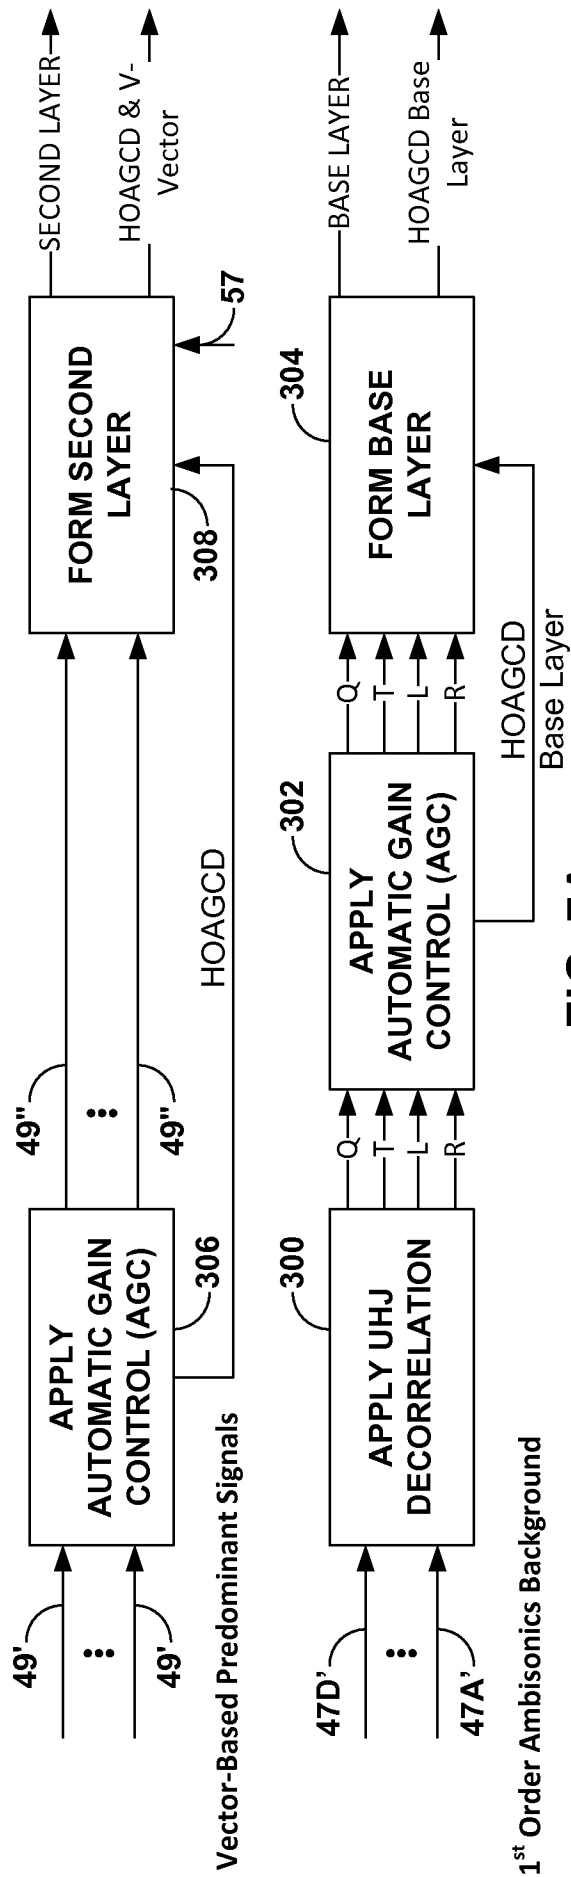 49'
49'
Vector-Based Predominant Signals
APPLY
AUTOMATIC GAIN
CONTROL (AGC)
306
49"
49"
HOAGCD
FORM SECOND
LAYER
308
57
SECOND LAYER
HOAGCD & V-
Vector
47D'
47A'
1st Order Ambisonics Background
APPLY UHJ
DECORRELATION
300
Q
T
L
R
APPLY
AUTOMATIC GAIN
CONTROL (AGC)
302
Q
T
L
R
HOAGCD
Base Layer
FORM BASE
LAYER
304
BASE LAYER
HOAGCD Base
Layer